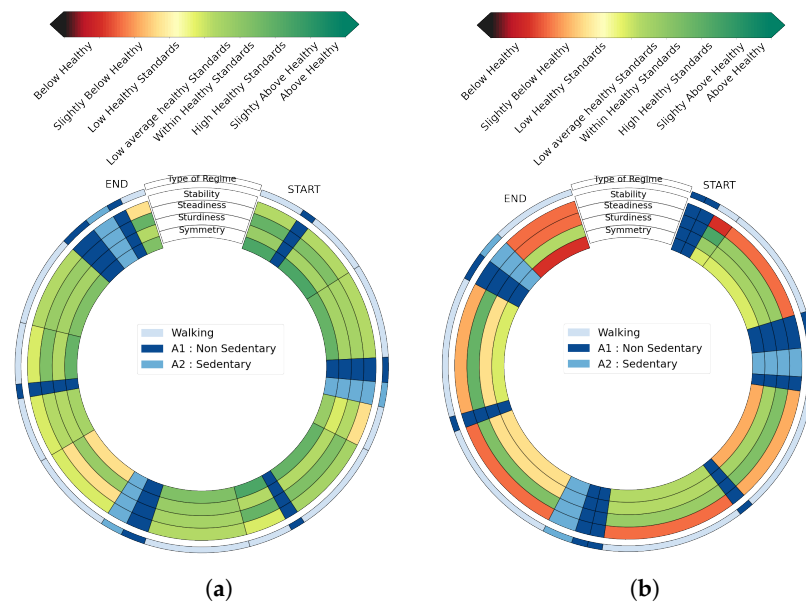 Below Healthy
Slightly Below Healthy
Low Healthy Standards
Low average healthy Standards
Within Healthy Standards
High Healthy Standards
Slighty Above Healthy
Above Healthy
END
Type of Regime
START
Stability
Steadiness
Sturdiness
Symmetry
Walking
A1 : Non Sedentary
A2 : Sedentary
(a)
Below Healthy
Slightly Below Healthy
Low Healthy Standards
Low average healthy Standards
Within Healthy Standards
High Healthy Standards
Slighty Above Healthy
Above Healthy
END
Type of Regime
START
Stability
Steadiness
Sturdiness
Symmetry
Walking
A1 : Non Sedentary
A2 : Sedentary
(b)